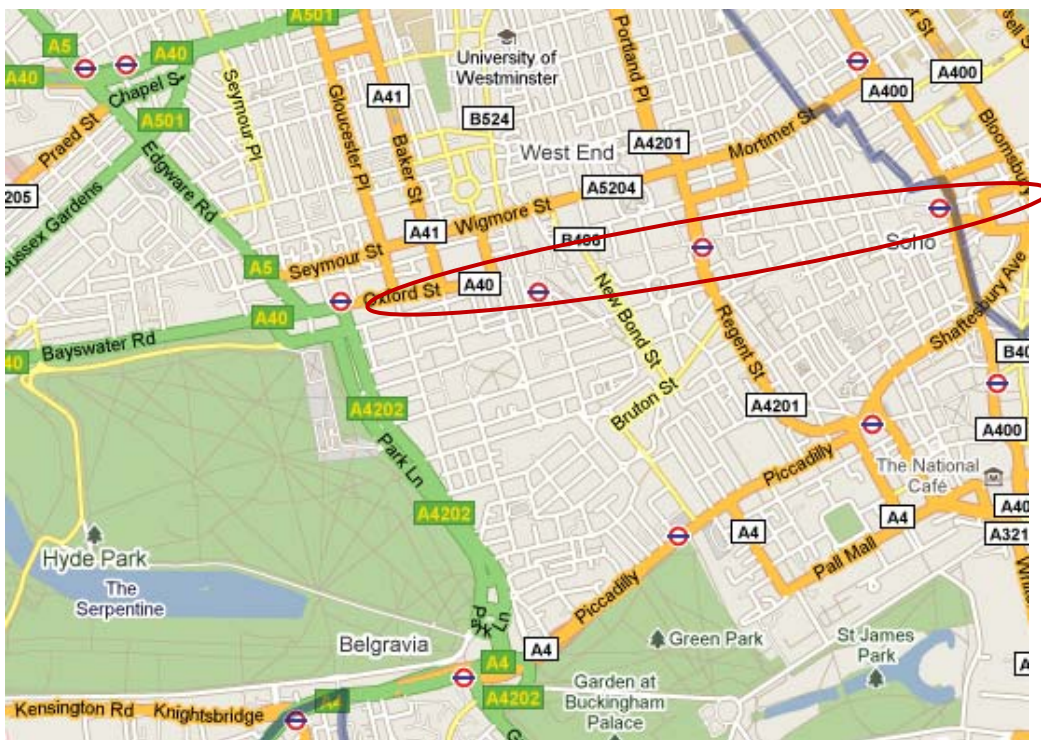 A5
A501
A40
A40
Chapel St
A501
Praed St
205
Sussex Gardens
Edgware Rd
Seymour Pl
Gloucester Pl
A41
Baker St
University of
Westminster
B524
West End
Portland Pl
A4201
Mortimer St
A400
A400
Bloomsbury
A5204
Wigmore St
A41
Seymour St
A5
Oxford St
A40
A40
Bayswater Rd
40
B406
New Bond St
Soho
Regent St
Shaftesbury Ave
B40
Bruton St
A4201
A400
A4202
Park Ln
Piccadilly
The National
Café
A4202
A4
A4
A40
A321
Pall Mall
Whit
Hyde Park
The
Serpentine
Park Ln
Piccadilly
Belgravia
A4
Green Park
St James
Park
A
A4
A4202
Garden at
Buckingham
Palace
Kensington Rd
Knightsbridge
A4
G